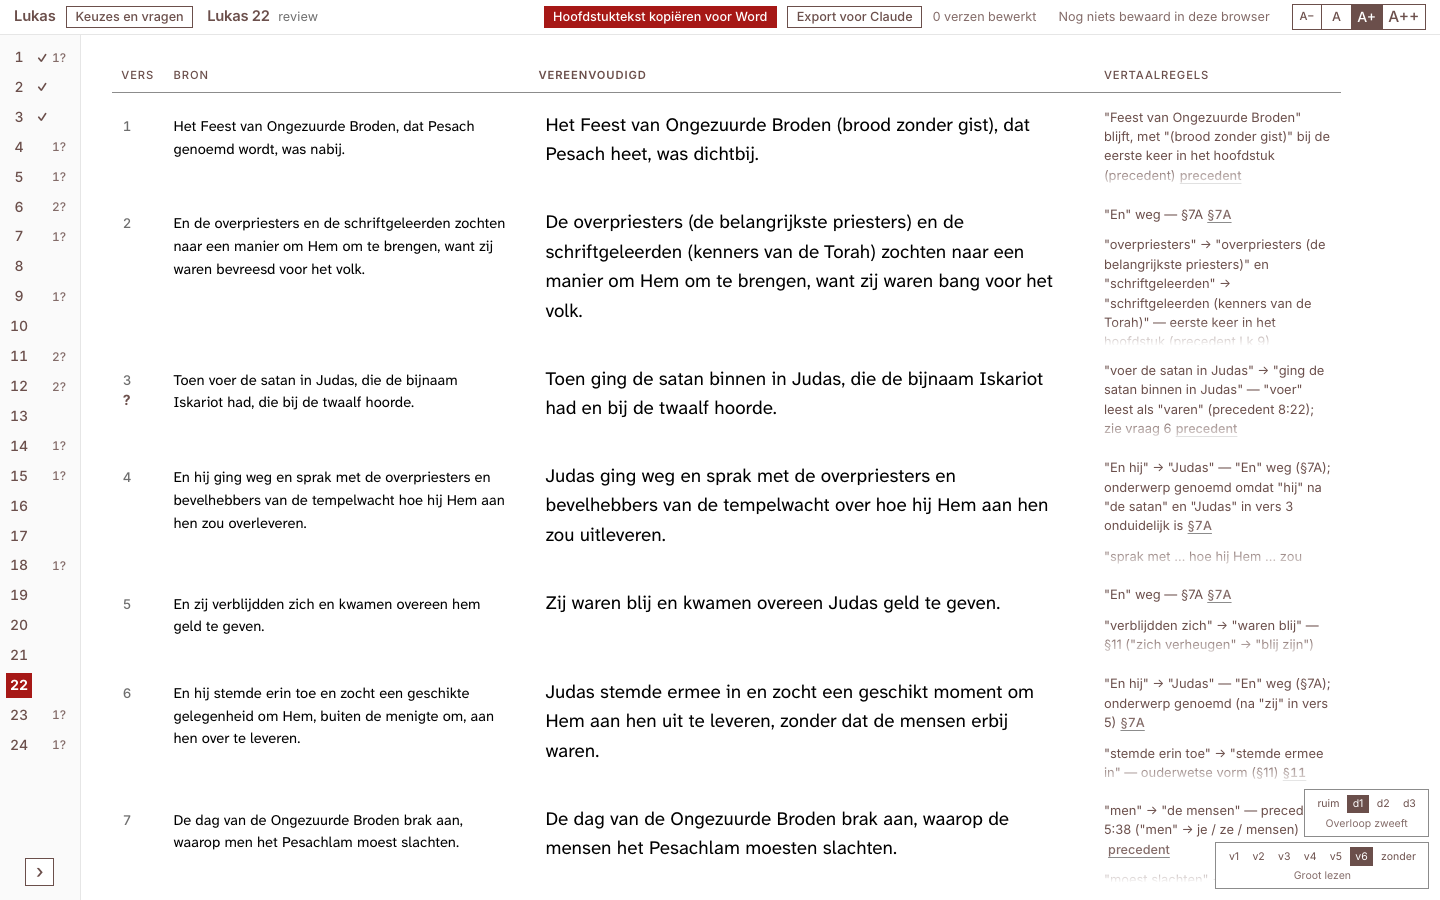 Lukas Keuzes en vragen Lukas 22 review Hoofdstuktekst kopiëren voor Word Export voor Claude 0 verzen bewerkt Nog niets bewaard in deze browser A− A A+ A++
1 ✓ 1?
2 ✓
3 ✓
4 1?
5 1?
6 2?
7 1?
8
9 1?
10
11 2?
12 2?
13
14 1?
15 1?
16
17
18 1?
19
20
21
22
23 1?
24 1?
›
VERS BRON VEREENVOUDIGD VERTAALREGELS
1
Het Feest van Ongezuurde Broden, dat Pesach
genoemd wordt, was nabij.
Het Feest van Ongezuurde Broden (brood zonder gist), dat
Pesach heet, was dichtbij.
"Feest van Ongezuurde Broden"
blijft, met "(brood zonder gist)" bij de
eerste keer in het hoofdstuk
(precedent) precedent
2
En de overpriesters en de schriftgeleerden zochten
naar een manier om Hem om te brengen, want zij
waren bevreesd voor het volk.
De overpriesters (de belangrijkste priesters) en de
schriftgeleerden (kenners van de Torah) zochten naar een
manier om Hem om te brengen, want zij waren bang voor het
volk.
"En" weg — §7A §7A
"overpriesters" → "overpriesters (de
belangrijkste priesters)" en
"schriftgeleerden" →
"schriftgeleerden (kenners van de
Torah)" — eerste keer in het
hoofdstuk (precedent Lk 9)
3
?
Toen voer de satan in Judas, die de bijnaam
Iskariot had, die bij de twaalf hoorde.
Toen ging de satan binnen in Judas, die de bijnaam Iskariot
had en bij de twaalf hoorde.
"voer de satan in Judas" → "ging de
satan binnen in Judas" — "voer"
leest als "varen" (precedent 8:22);
zie vraag 6 precedent
4
En hij ging weg en sprak met de overpriesters en
bevelhebbers van de tempelwacht hoe hij Hem aan
hen zou overleveren.
Judas ging weg en sprak met de overpriesters en
bevelhebbers van de tempelwacht over hoe hij Hem aan hen
zou uitleveren.
"En hij" → "Judas" — "En" weg (§7A);
onderwerp genoemd omdat "hij" na
"de satan" en "Judas" in vers 3
onduidelijk is §7A
"sprak met ... hoe hij Hem ... zou
5
En zij verblijdden zich en kwamen overeen hem
geld te geven.
Zij waren blij en kwamen overeen Judas geld te geven.
"En" weg — §7A §7A
"verblijdden zich" → "waren blij" —
§11 ("zich verheugen" → "blij zijn")
6
En hij stemde erin toe en zocht een geschikte
gelegenheid om Hem, buiten de menigte om, aan
hen over te leveren.
Judas stemde ermee in en zocht een geschikt moment om
Hem aan hen uit te leveren, zonder dat de mensen erbij
waren.
"En hij" → "Judas" — "En" weg (§7A);
onderwerp genoemd (na "zij" in vers
5) §7A
"stemde erin toe" → "stemde ermee
in" — ouderwetse vorm (§11) §11
7
De dag van de Ongezuurde Broden brak aan,
waarop men het Pesachlam moest slachten.
De dag van de Ongezuurde Broden brak aan, waarop de
mensen het Pesachlam moesten slachten.
"men" → "de mensen" — preced
5:38 ("men" → je / ze / mensen)
precedent
"moest slachten"
ruim d1 d2 d3
Overloop zweeft
v1 v2 v3 v4 v5 v6 zonder
Groot lezen